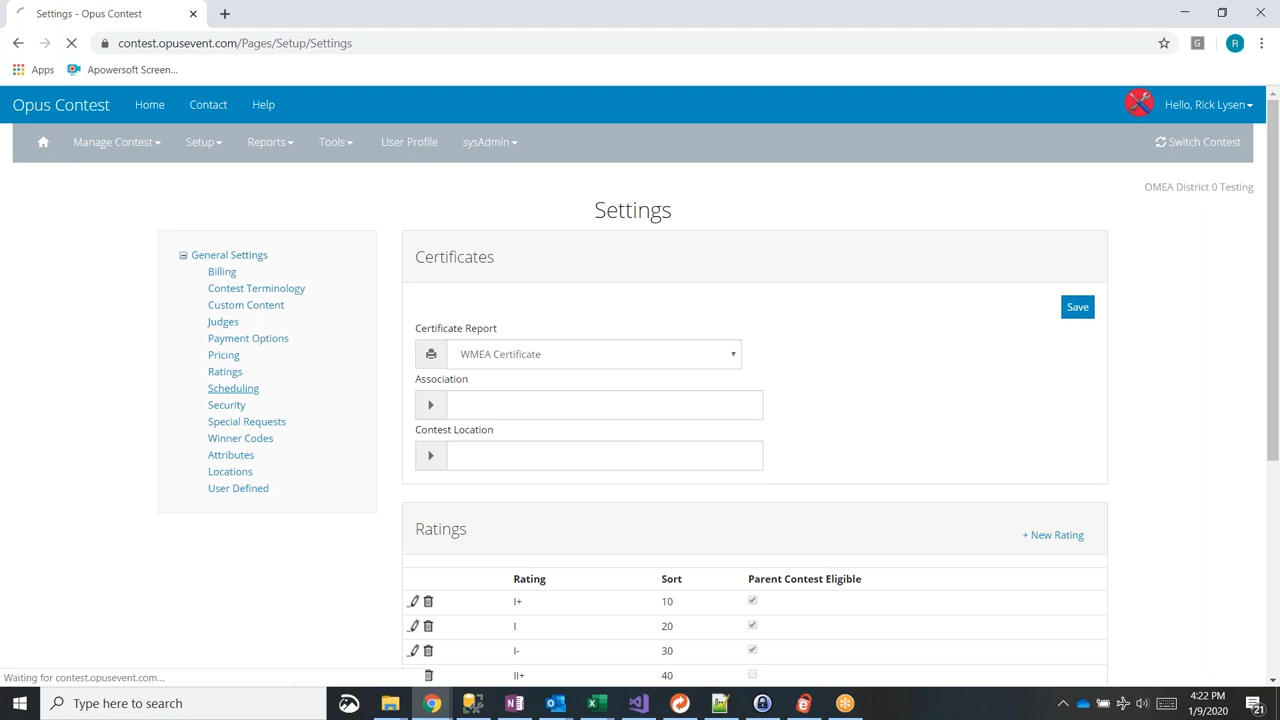 Settings - Opus Contest
contest.opusevent.com/Pages/Setup/Settings
G
R
Apps
Apowersoft Screen...
Opus Contest
Home
Contact
Help
Hello, Rick Lysen
Manage Contest
Setup
Reports
Tools
User Profile
sysAdmin
Switch Contest
OMEA District 0 Testing
Settings
General Settings
Billing
Contest Terminology
Custom Content
Judges
Payment Options
Pricing
Ratings
Scheduling
Security
Special Requests
Winner Codes
Attributes
Locations
User Defined
Certificates
Save
Certificate Report
WMEA Certificate
Association
Contest Location
Ratings
+ New Rating
Rating Sort Parent Contest Eligible
I+ 10
I 20
I- 30
II+ 40
Waiting for contest.opusevent.com...
Type here to search
4:22 PM
1/9/2020
21